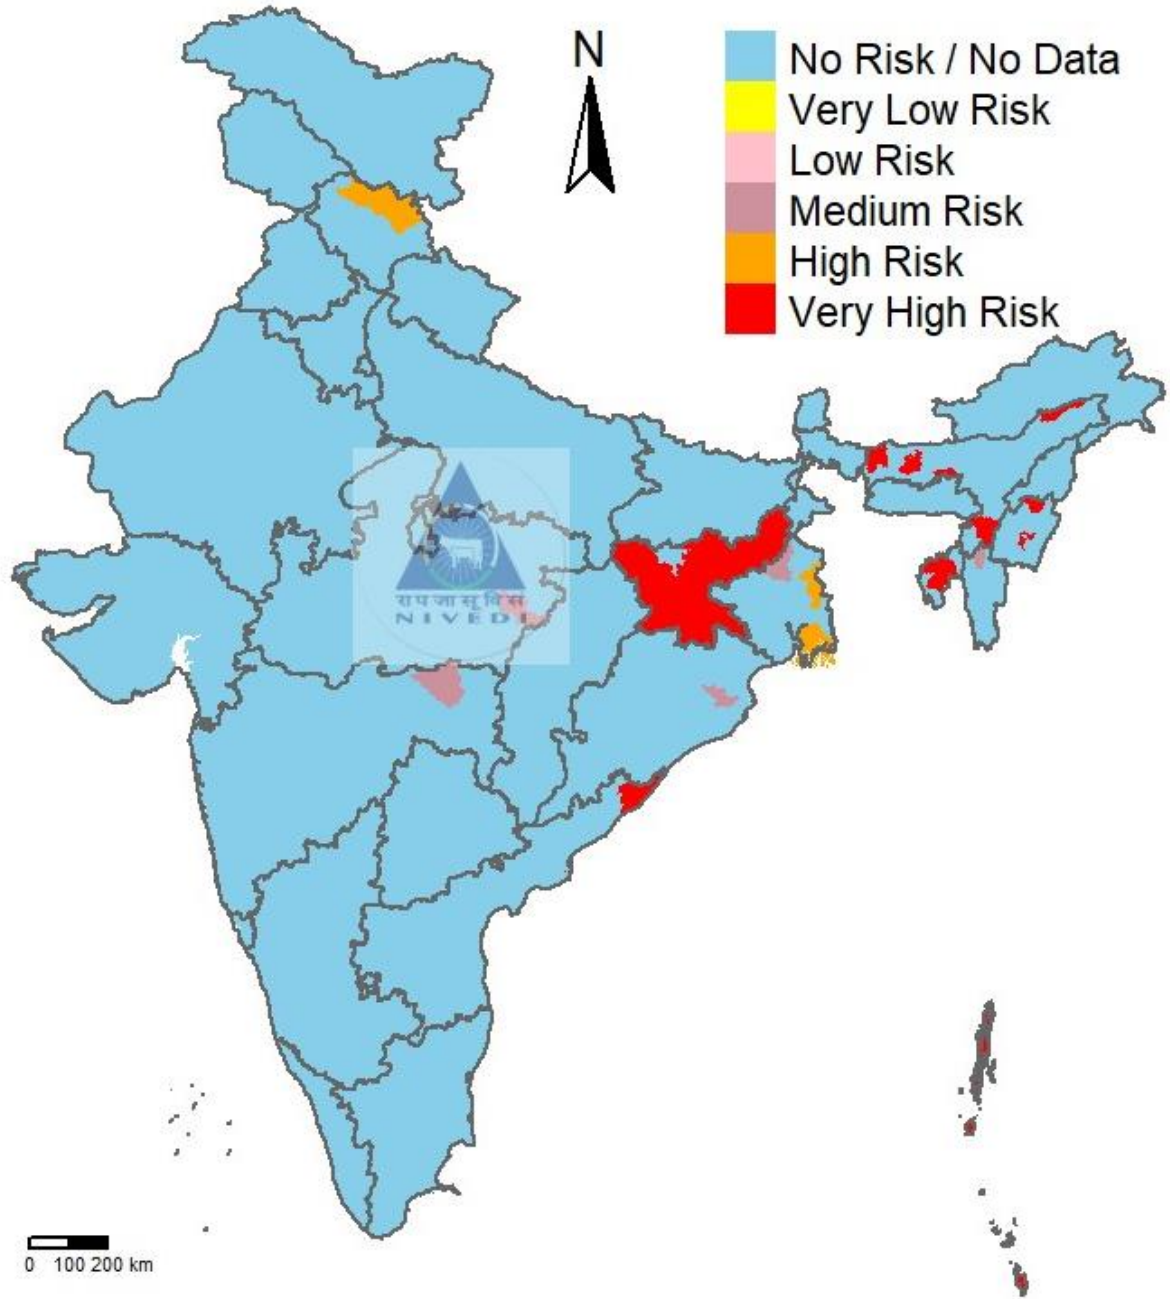 N
No Risk / No Data
Very Low Risk
Low Risk
Medium Risk
High Risk
Very High Risk
रा प जा सू वि सं
NIVEDI
0 100 200 km